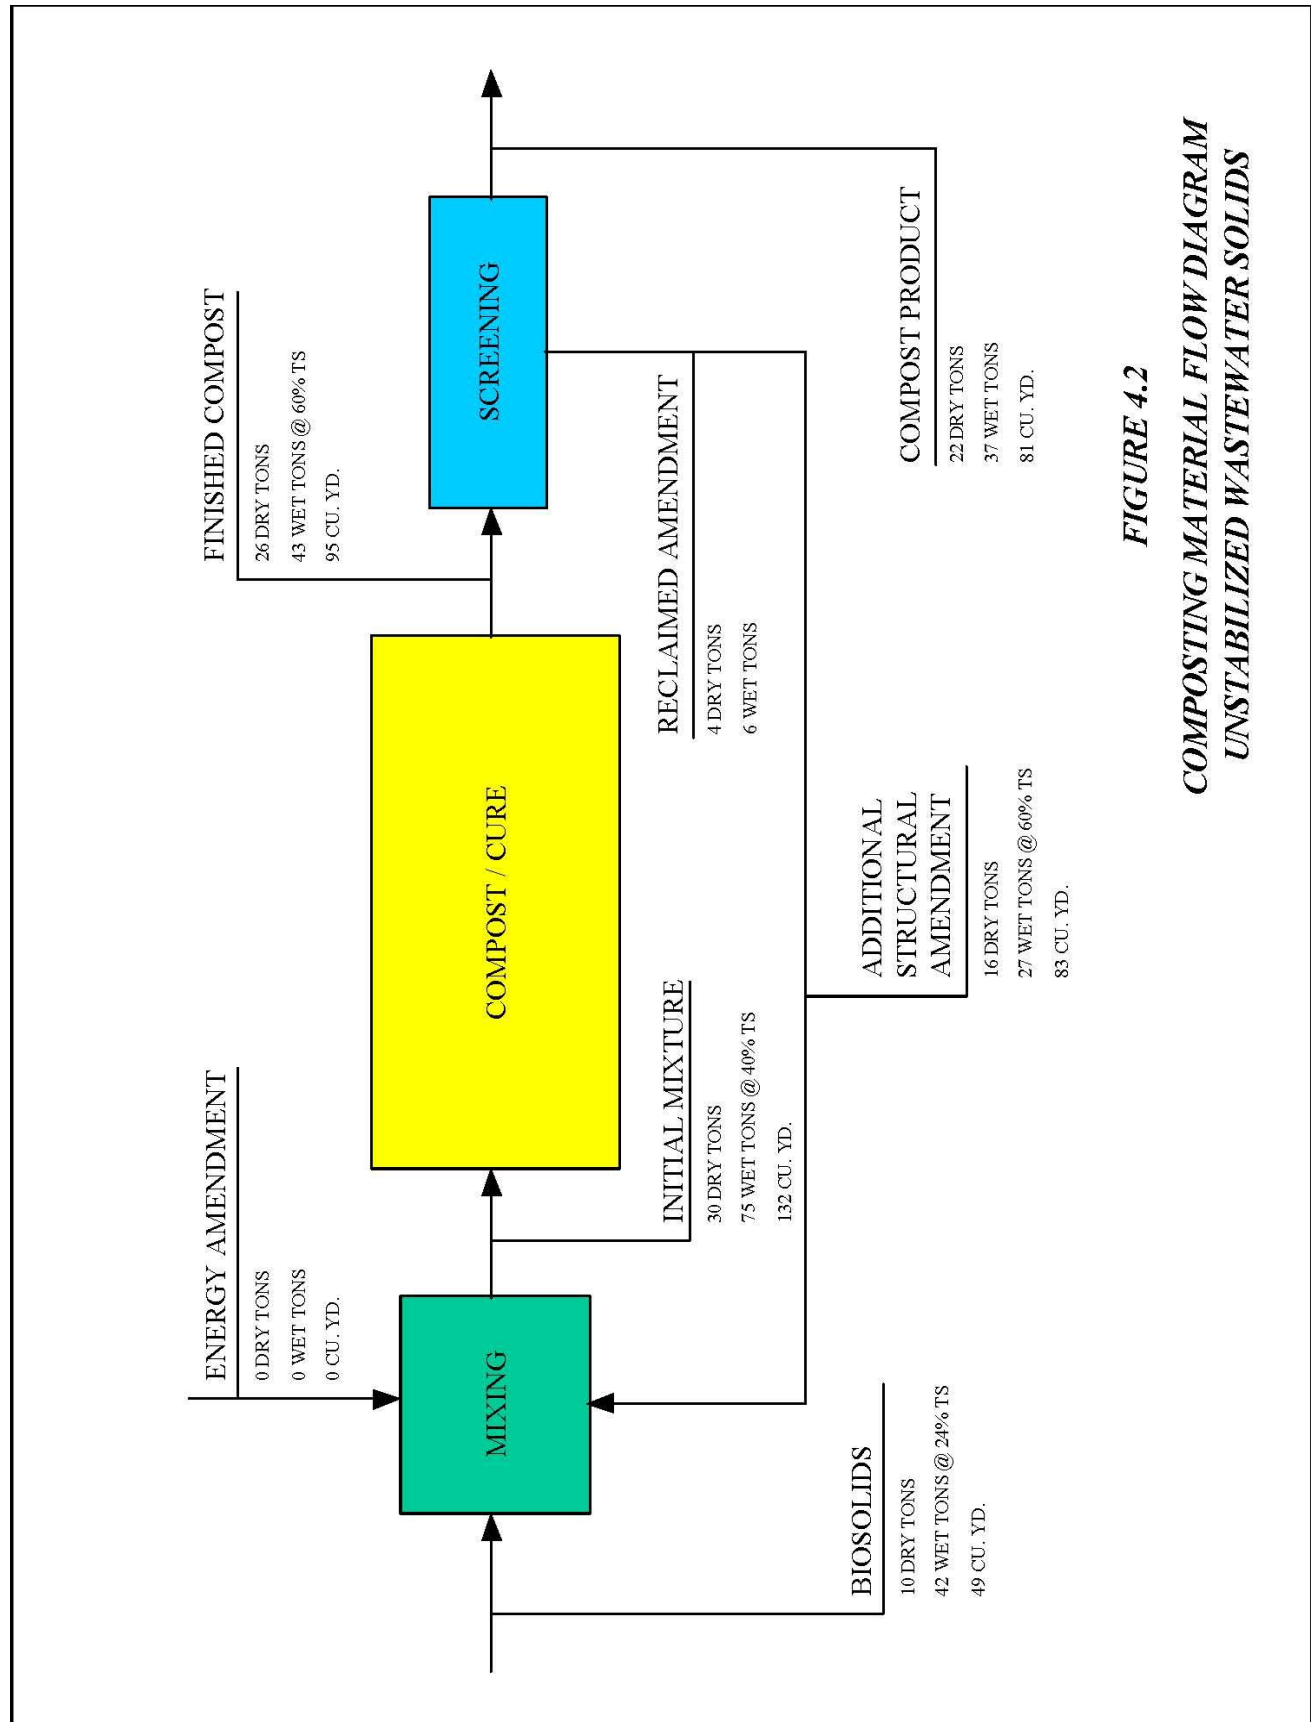 ENERGY AMENDMENT
0 DRY TONS
0 WET TONS
0 CU. YD.
FINISHED COMPOST
26 DRY TONS
43 WET TONS @ 60% TS
95 CU. YD.
MIXING
COMPOST / CURE
SCREENING
INITIAL MIXTURE
30 DRY TONS
75 WET TONS @ 40% TS
132 CU. YD.
RECLAIMED AMENDMENT
4 DRY TONS
6 WET TONS
BIOSOLIDS
10 DRY TONS
42 WET TONS @ 24% TS
49 CU. YD.
ADDITIONAL
STRUCTURAL
AMENDMENT
16 DRY TONS
27 WET TONS @ 60% TS
83 CU. YD.
COMPOST PRODUCT
22 DRY TONS
37 WET TONS
81 CU. YD.
FIGURE 4.2
COMPOSTING MATERIAL FLOW DIAGRAM
UNSTABILIZED WASTEWATER SOLIDS